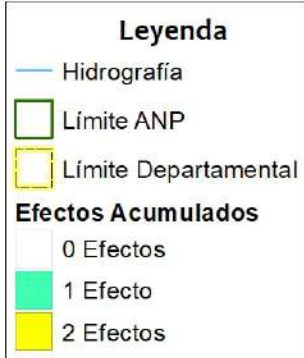 Leyenda
Hidrografía
Límite ANP
Límite Departamental
Efectos Acumulados
0 Efectos
1 Efecto
2 Efectos